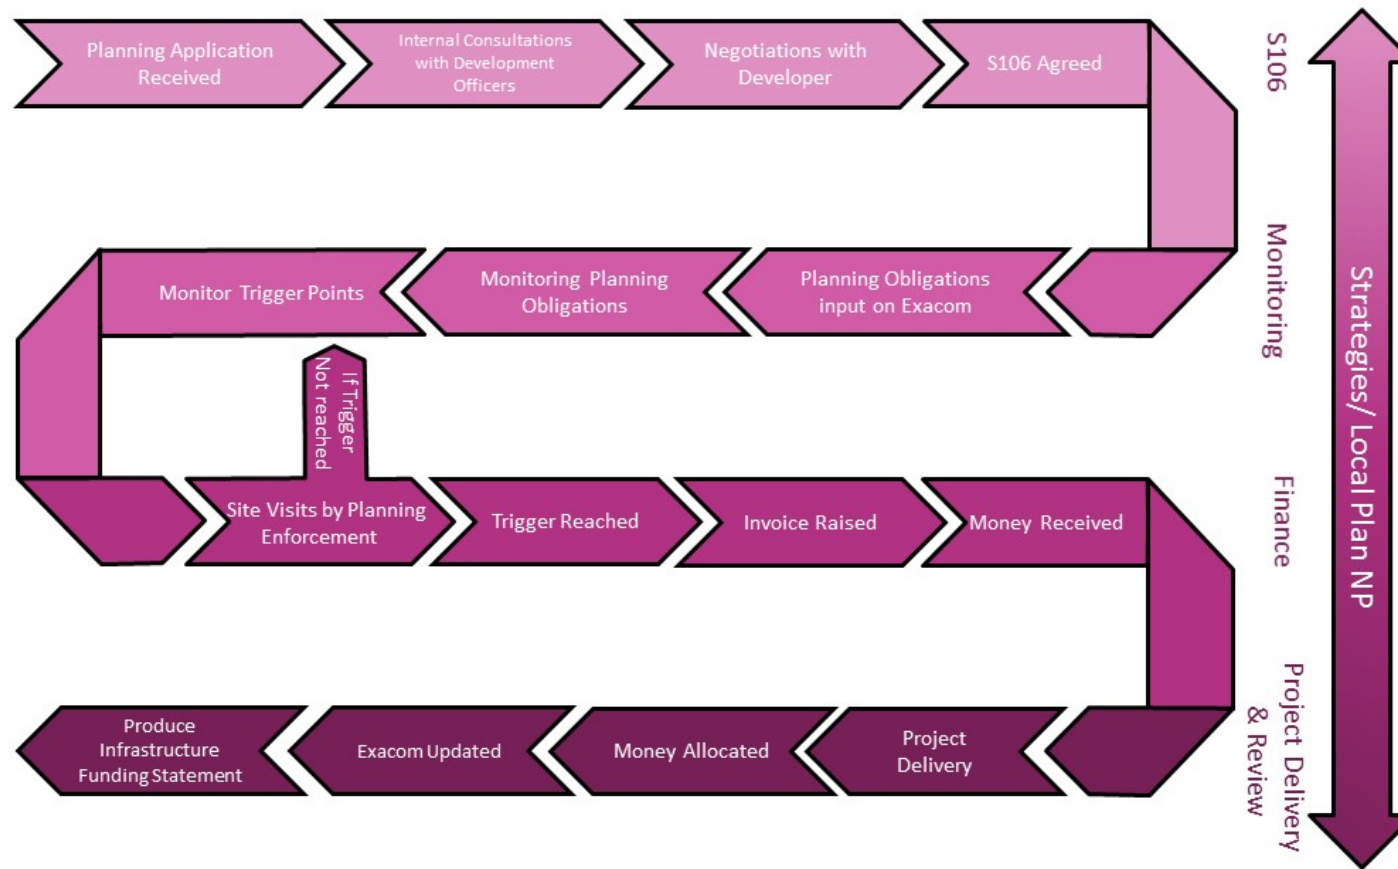 Planning Application
Received
Internal Consultations
with Development
Officers
Negotiations with
Developer
S106 Agreed
S106
Planning Obligations
input on Exacom
Monitoring Planning
Obligations
Monitor Trigger Points
Monitoring
If Trigger
Not reached
Site Visits by Planning
Enforcement
Trigger Reached
Invoice Raised
Money Received
Finance
Project
Delivery
Money Allocated
Exacom Updated
Produce
Infrastructure
Funding Statement
Project Delivery
& Review
Strategies/ Local Plan NP